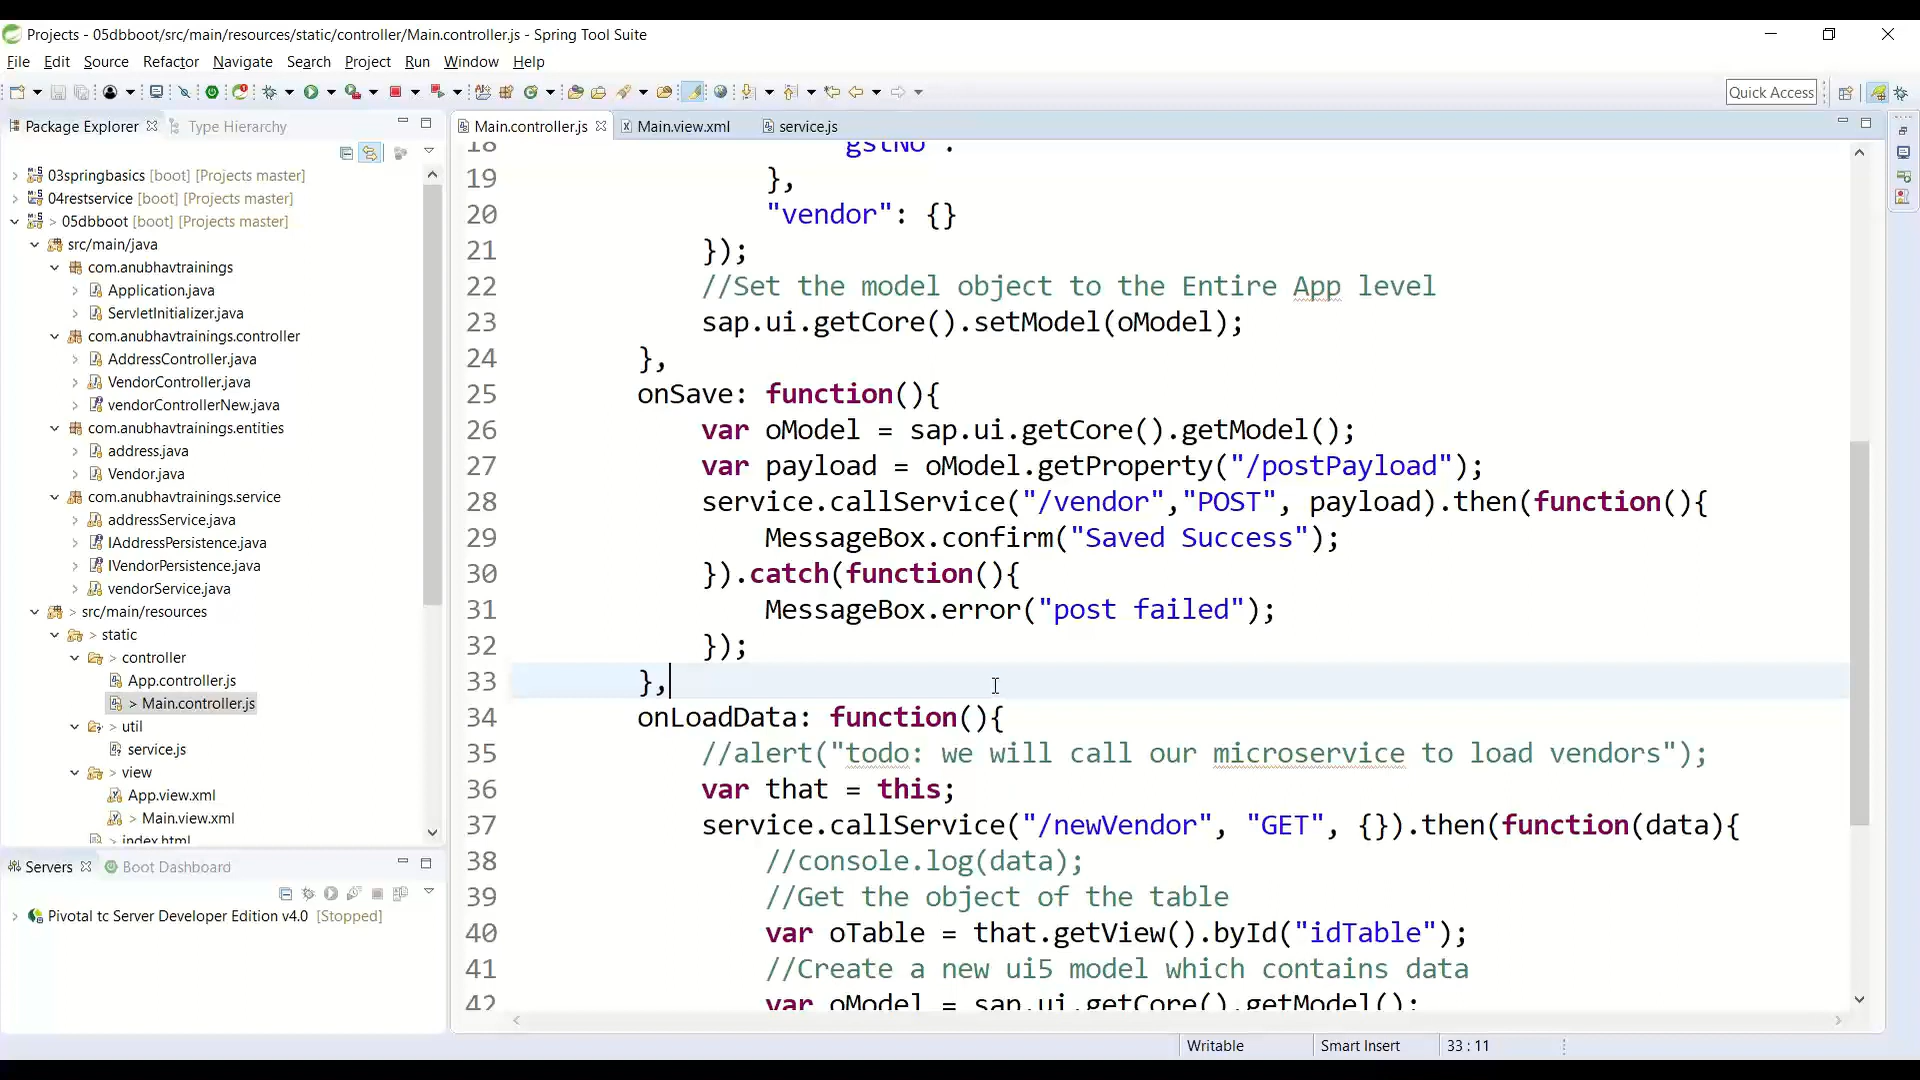 Projects - 05dbboot/src/main/resources/static/controller/Main.controller.js - Spring Tool Suite
File Edit Source Refactor Navigate Search Project Run Window Help
Quick Access
Package Explorer
Type Hierarchy
Main.controller.js
Main.view.xml
service.js
03springbasics [boot] [Projects master]
04restservice [boot] [Projects master]
> 05dbboot [boot] [Projects master]
src/main/java
com.anubhavtrainings
Application.java
ServletInitializer.java
com.anubhavtrainings.controller
AddressController.java
VendorController.java
vendorControllerNew.java
com.anubhavtrainings.entities
address.java
Vendor.java
com.anubhavtrainings.service
addressService.java
IAddressPersistence.java
IVendorPersistence.java
vendorService.java
> src/main/resources
> static
> controller
App.controller.js
> Main.controller.js
> util
service.js
> view
App.view.xml
> Main.view.xml
index.html
Servers
Boot Dashboard
Pivotal tc Server Developer Edition v4.0 [Stopped]
18
19 },
20 "vendor": {}
21 });
22 //Set the model object to the Entire App level
23 sap.ui.getCore().setModel(oModel);
24 },
25 onSave: function(){
26 var oModel = sap.ui.getCore().getModel();
27 var payload = oModel.getProperty("/postPayload");
28 service.callService("/vendor","POST", payload).then(function(){
29 MessageBox.confirm("Saved Success");
30 }).catch(function(){
31 MessageBox.error("post failed");
32 });
33 },
34 onLoadData: function(){
35 //alert("todo: we will call our microservice to load vendors");
36 var that = this;
37 service.callService("/newVendor", "GET", {}).then(function(data){
38 //console.log(data);
39 //Get the object of the table
40 var oTable = that.getView().byId("idTable");
41 //Create a new ui5 model which contains data
42 var oModel = sap.ui.getCore().getModel();
Writable
Smart Insert
33 : 11